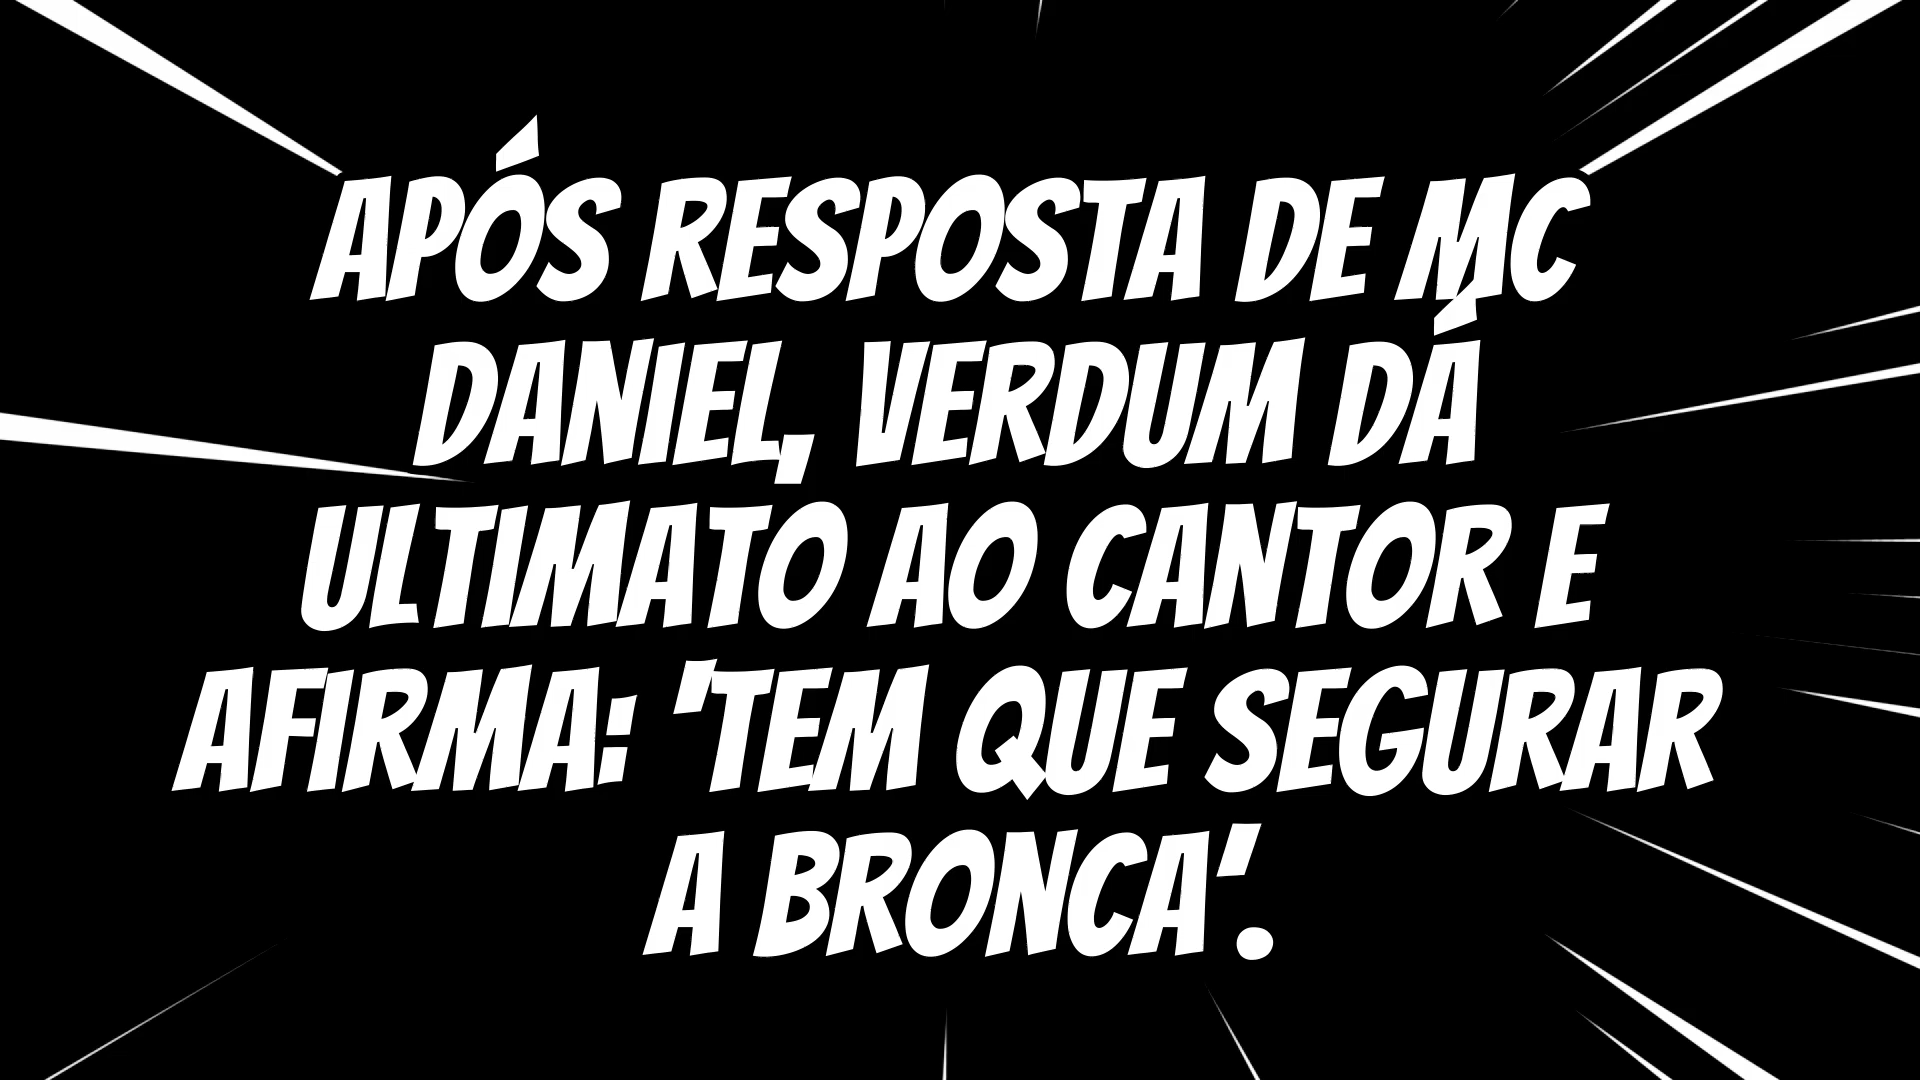 APÓS RESPOSTA DE MC
DANIEL, VERDUM DÁ
ULTIMATO AO CANTOR E
AFIRMA: 'TEM QUE SEGURAR
A BRONCA'.